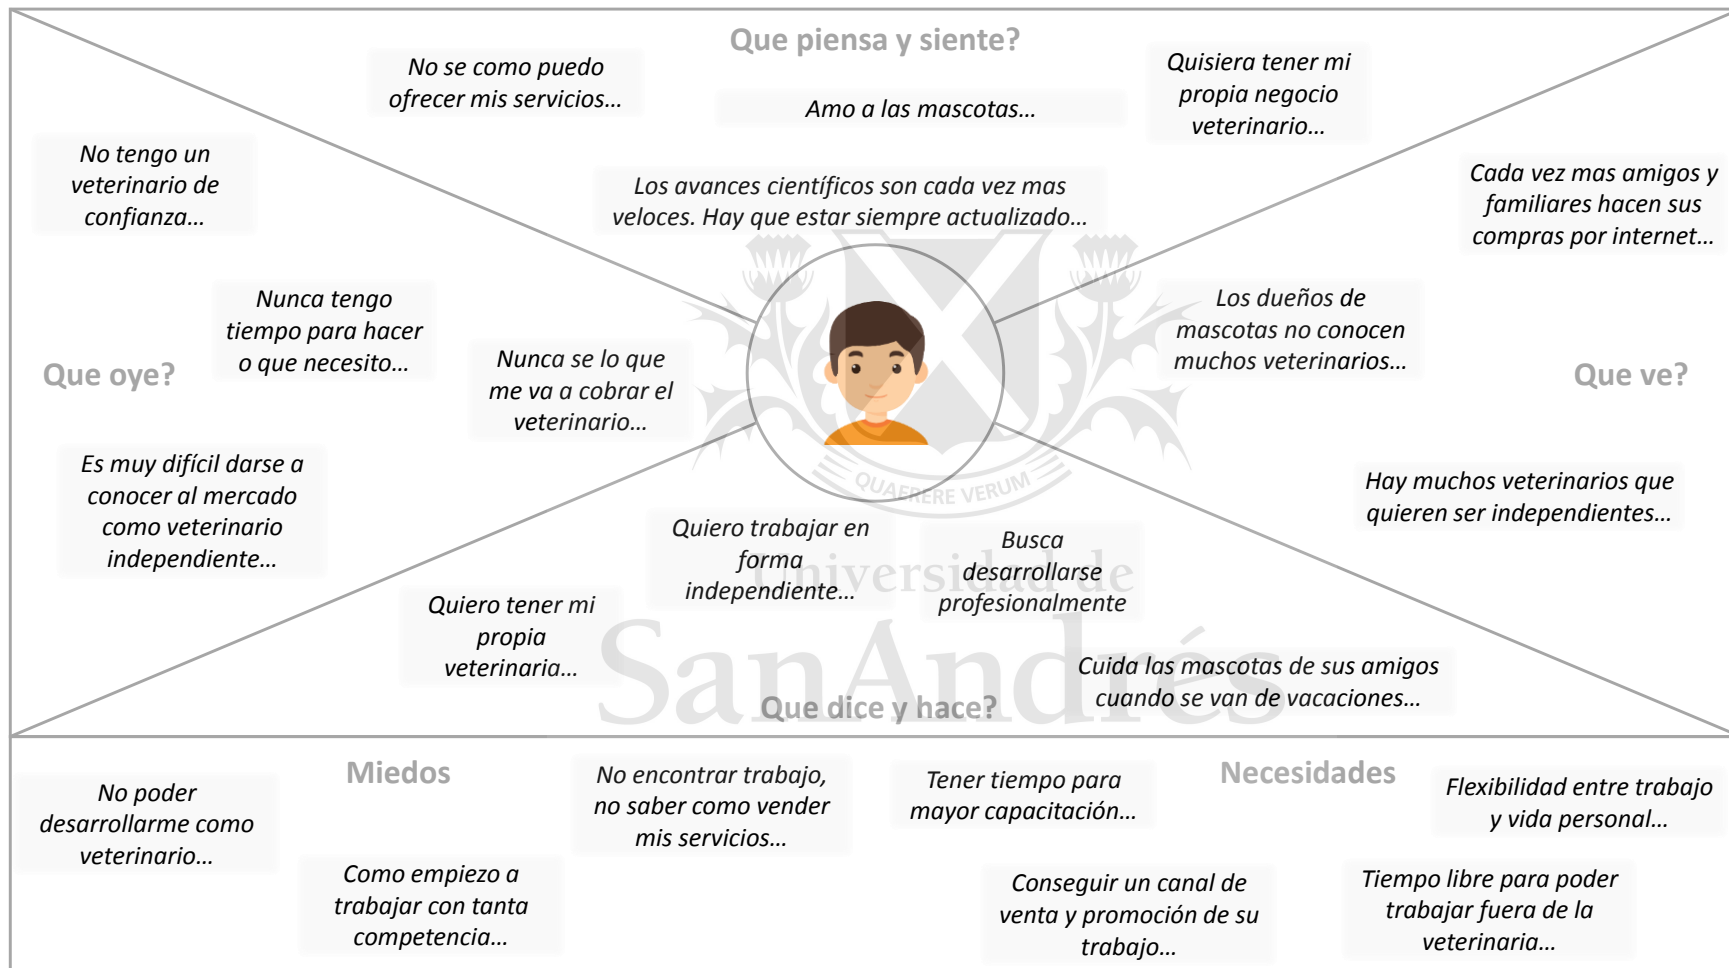 Que piensa y siente?
No se como puedo
ofrecer mis servicios...
Amo a las mascotas...
Quisiera tener mi
propia negocio
veterinario...
Los avances científicos son cada vez mas
veloces. Hay que estar siempre actualizado...
No tengo un
veterinario de
confianza...
Nunca tengo
tiempo para hacer
o que necesito...
Nunca se lo que
me va a cobrar el
veterinario...
Que oye?
Es muy difícil darse a
conocer al mercado
como veterinario
independiente...
Cada vez mas amigos y
familiares hacen sus
compras por internet...
Los dueños de
mascotas no conocen
muchos veterinarios...
Que ve?
Hay muchos veterinarios que
quieren ser independientes...
QUAERERE VERUM
Universidad de
SanAndrés
Quiero trabajar en
forma
independiente...
Busca
desarrollarse
profesionalmente
Quiero tener mi
propia
veterinaria...
Cuida las mascotas de sus amigos
cuando se van de vacaciones...
Que dice y hace?
Miedos
No poder
desarrollarme como
veterinario...
Como empiezo a
trabajar con tanta
competencia...
No encontrar trabajo,
no saber como vender
mis servicios...
Necesidades
Tener tiempo para
mayor capacitación...
Flexibilidad entre trabajo
y vida personal...
Conseguir un canal de
venta y promoción de su
trabajo...
Tiempo libre para poder
trabajar fuera de la
veterinaria...